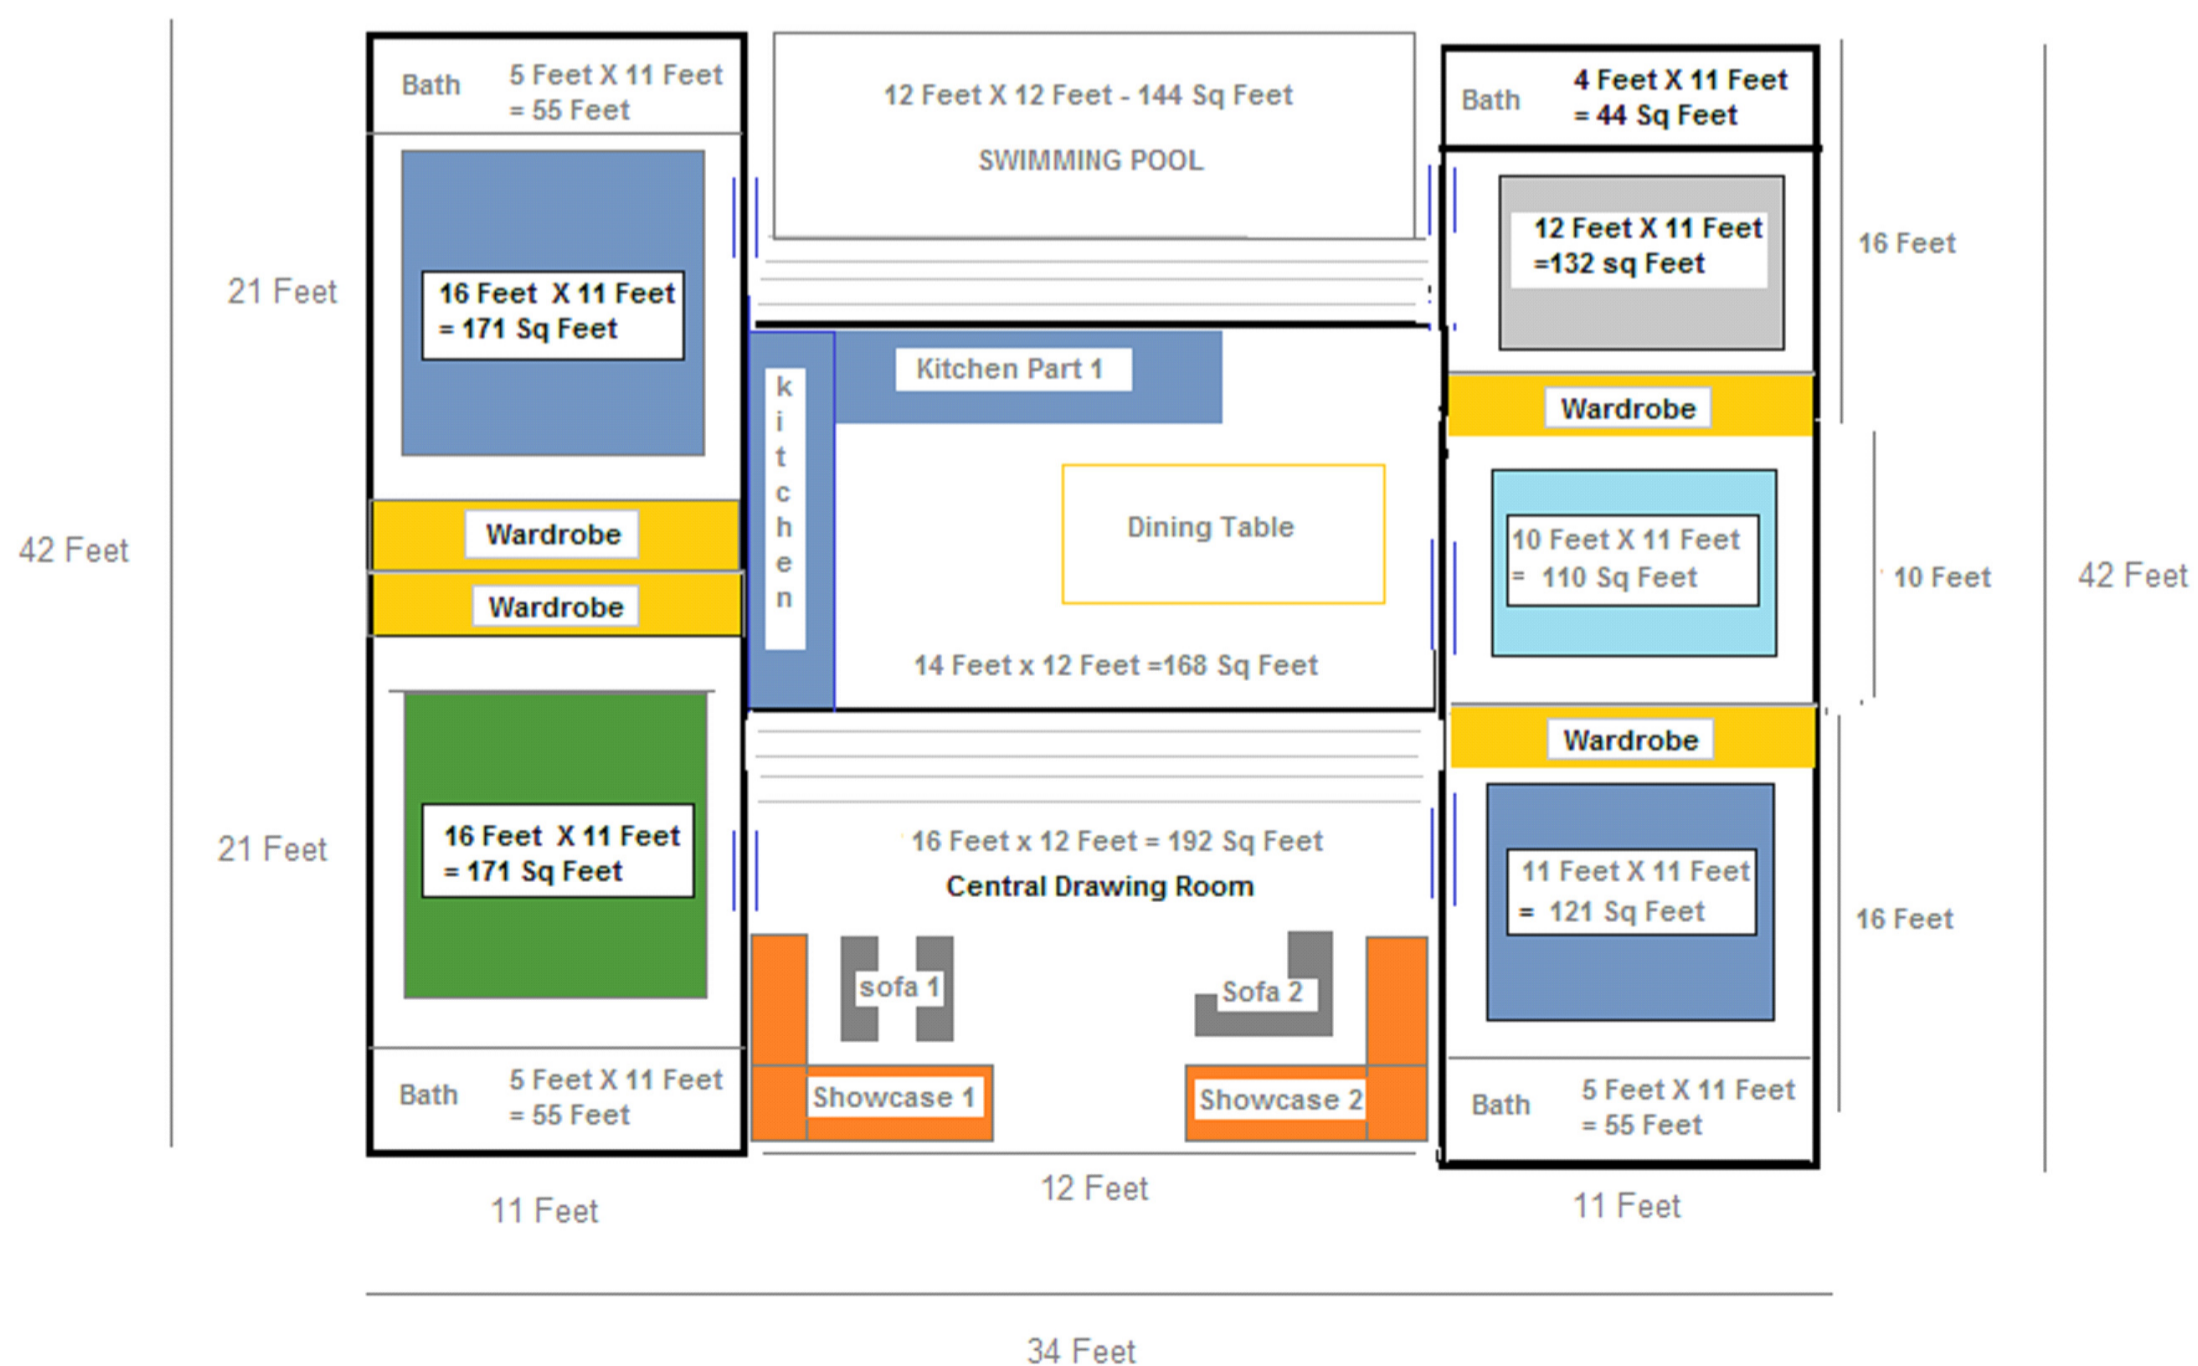 Bath
5 Feet X 11 Feet
= 55 Feet
12 Feet X 12 Feet - 144 Sq Feet
SWIMMING POOL
Bath
4 Feet X 11 Feet
= 44 Sq Feet
12 Feet X 11 Feet
=132 sq Feet
16 Feet
21 Feet
16 Feet X 11 Feet
= 171 Sq Feet
Kitchen Part 1
kitchen
Wardrobe
42 Feet
Wardrobe
Wardrobe
Dining Table
14 Feet x 12 Feet =168 Sq Feet
10 Feet X 11 Feet
= 110 Sq Feet
10 Feet
42 Feet
Wardrobe
21 Feet
16 Feet X 11 Feet
= 171 Sq Feet
16 Feet x 12 Feet = 192 Sq Feet
Central Drawing Room
11 Feet X 11 Feet
= 121 Sq Feet
16 Feet
sofa 1
Sofa 2
Showcase 1
Showcase 2
Bath
5 Feet X 11 Feet
= 55 Feet
Bath
5 Feet X 11 Feet
= 55 Feet
11 Feet
12 Feet
11 Feet
34 Feet